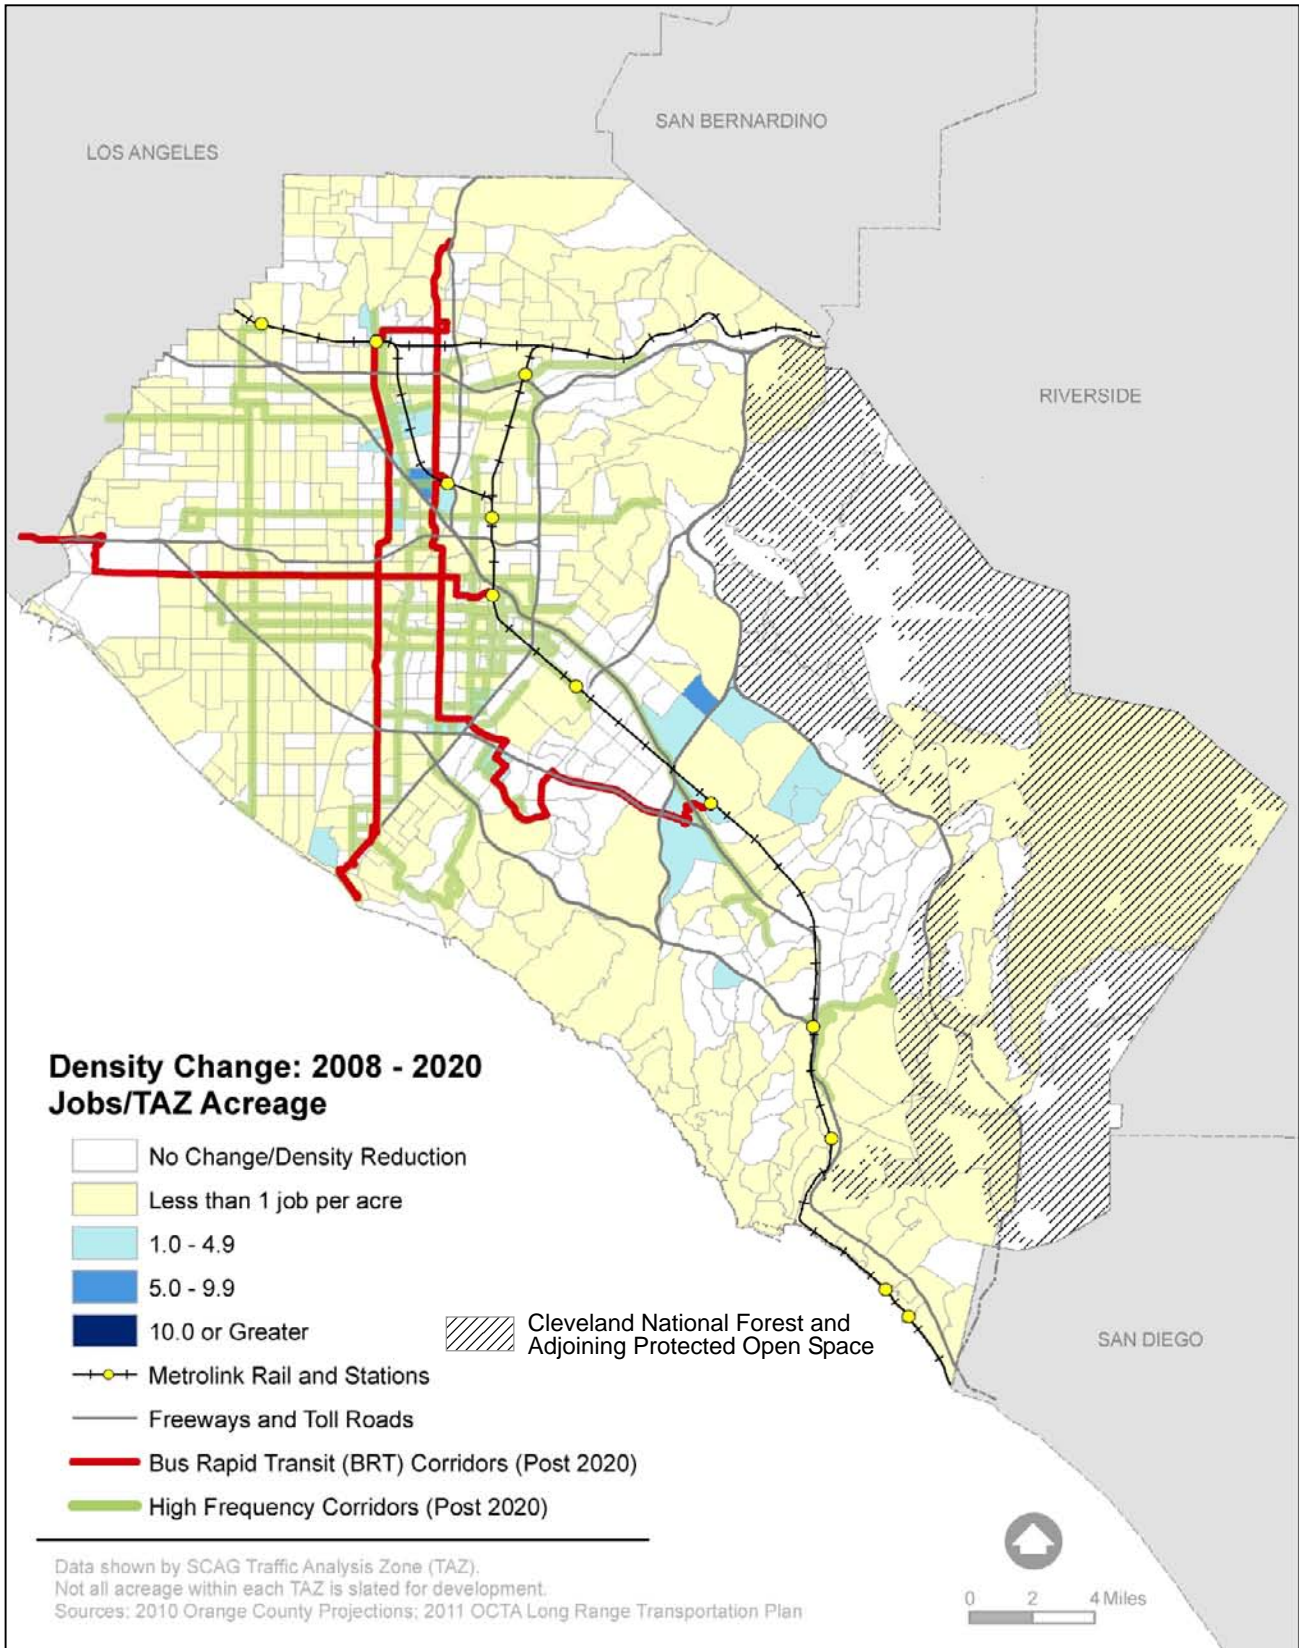 SAN BERNARDINO
LOS ANGELES
RIVERSIDE
Density Change: 2008 - 2020
Jobs/TAZ Acreage
No Change/Density Reduction
Less than 1 job per acre
1.0 - 4.9
5.0 - 9.9
10.0 or Greater
Cleveland National Forest and
Adjoining Protected Open Space
SAN DIEGO
Metrolink Rail and Stations
Freeways and Toll Roads
Bus Rapid Transit (BRT) Corridors (Post 2020)
High Frequency Corridors (Post 2020)
Data shown by SCAG Traffic Analysis Zone (TAZ).
Not all acreage within each TAZ is slated for development.
Sources: 2010 Orange County Projections; 2011 OCTA Long Range Transportation Plan
0 2 4 Miles